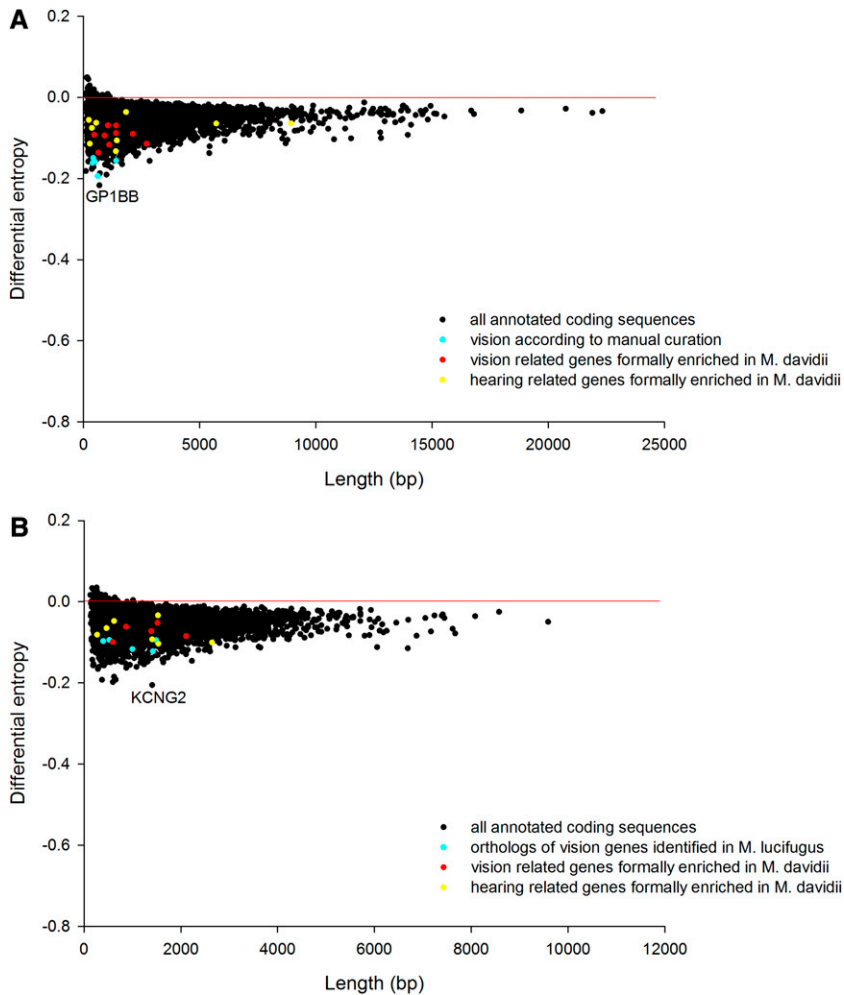 A
0.2
0.0
-0.2
-0.4
-0.6
-0.8
Differential entropy
GP1BB
all annotated coding sequences
vision according to manual curation
vision related genes formally enriched in M. davidii
hearing related genes formally enriched in M. davidii
0 5000 10000 15000 20000 25000
Length (bp)
B
0.2
0.0
-0.2
-0.4
-0.6
-0.8
Differential entropy
KCNG2
all annotated coding sequences
orthologs of vision genes identified in M. lucifugus
vision related genes formally enriched in M. davidii
hearing related genes formally enriched in M. davidii
0 2000 4000 6000 8000 10000 12000
Length (bp)